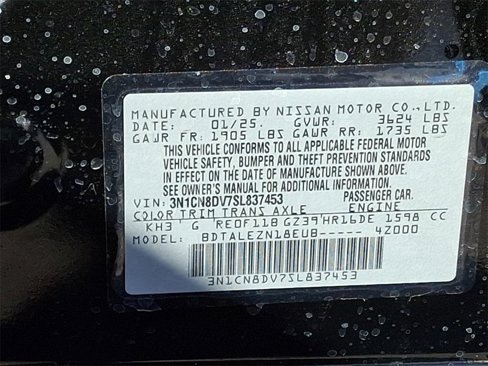 MANUFACTURED BY NISSAN MOTOR CO.,LTD.
DATE: 01/25. GVWR: 3624 LBS
GAWR FR: 1905 LBS GAWR RR: 1735 LBS
THIS VEHICLE CONFORMS TO ALL APPLICABLE FEDERAL MOTOR
VEHICLE SAFETY, BUMPER AND THEFT PREVENTION STANDARDS
IN EFFECT ON THE DATE OF MANUFACTURE SHOWN ABOVE.
SEE OWNER'S MANUAL FOR ADDITIONAL INFORMATION.
VIN: 3N1CN8DV7SL837453 PASSENGER CAR.
COLOR TRIM TRANS AXLE ENGINE
KH3 G RE0F11B GZ39 HR16DE 1598 CC
MODEL: BDTALEZN18EUB----- 4Z000
3N1CN8DV7SL837453